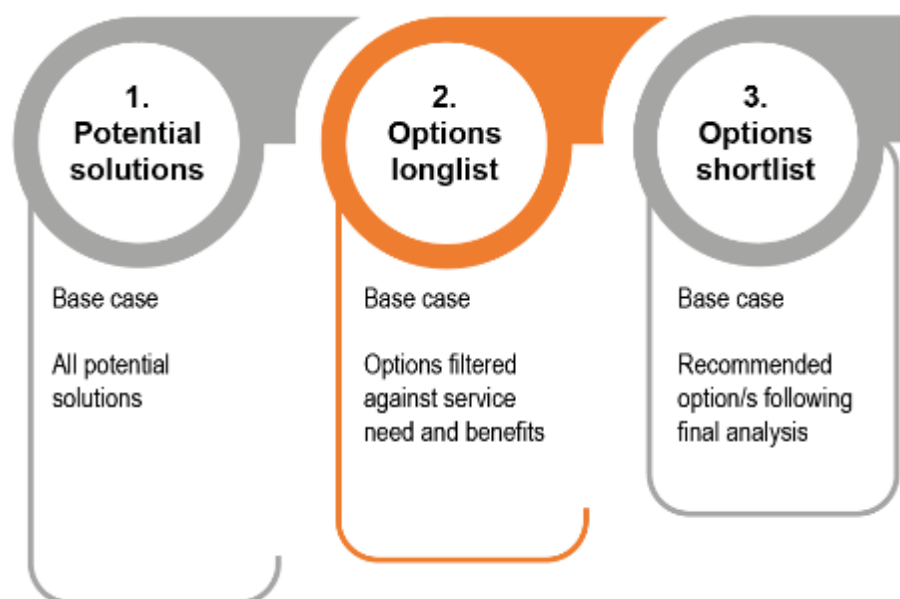 1.
Potential
solutions
Base case
All potential
solutions
2.
Options
longlist
Base case
Options filtered
against service
need and benefits
3.
Options
shortlist
Base case
Recommended
option/s following
final analysis